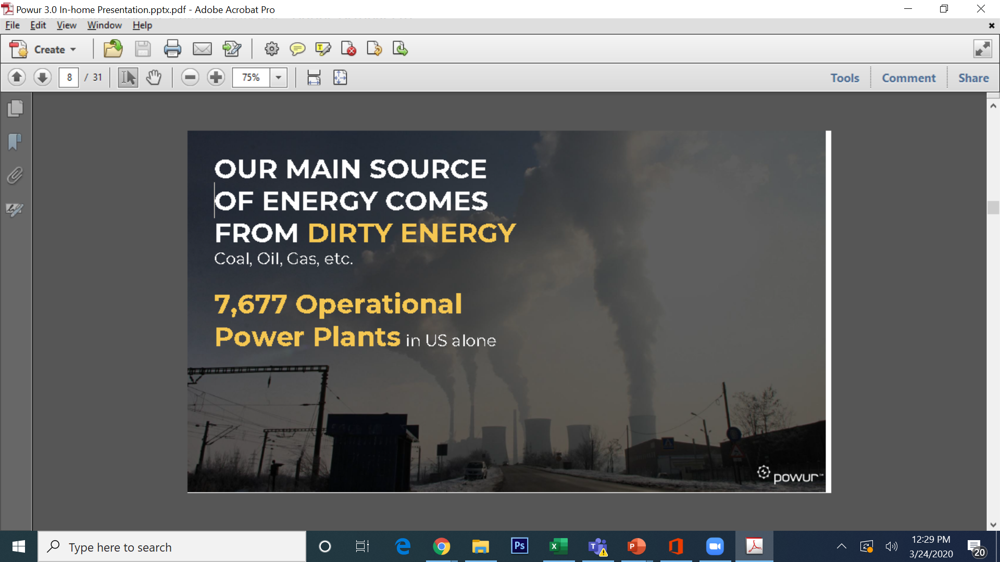 Powur 3.0 In-home Presentation.pptx.pdf - Adobe Acrobat Pro
File Edit View Window Help
Create
8 / 31 75% Tools Comment Share
OUR MAIN SOURCE
OF ENERGY COMES
FROM DIRTY ENERGY
Coal, Oil, Gas, etc.
7,677 Operational
Power Plants in US alone
powur™
Type here to search
Ps
12:29 PM
3/24/2020
20